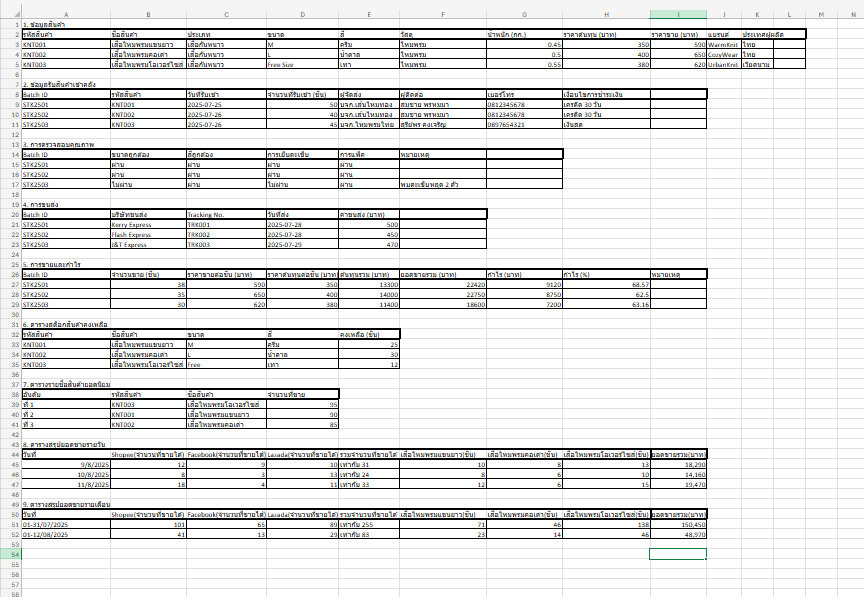 A B C D E F G H I J K L M N
1 1. ข้อมูลสินค้า
2 รหัสสินค้า ชื่อสินค้า ประเภท ขนาด สี วัสดุ น้ำหนัก (กก.) ราคาต้นทุน (บาท) ราคาขาย (บาท) แบรนด์ ประเทศผู้ผลิต
3 KNT001 เสื้อไหมพรมแขนยาว เสื้อกันหนาว M ครีม ไหมพรม 0.45 350 590 WarmKnit ไทย
4 KNT002 เสื้อไหมพรมคอเต่า เสื้อกันหนาว L น้ำตาล ไหมพรม 0.5 400 650 CozyWear ไทย
5 KNT003 เสื้อไหมพรมโอเวอร์ไซส์ เสื้อกันหนาว Free Size เทา ไหมพรม 0.55 380 620 UrbanKnit เวียดนาม
6
7 2. ข้อมูลรับสินค้าเข้าคลัง
8 Batch ID รหัสสินค้า วันที่รับเข้า จำนวนที่รับเข้า (ชิ้น) ผู้จัดส่ง ผู้ติดต่อ เบอร์โทร เงื่อนไขการชำระเงิน
9 STK2501 KNT001 2025-07-25 50 บจก.เส้นไหมทอง สมชาย พรหมมา 0812345678 เครดิต 30 วัน
10 STK2502 KNT002 2025-07-26 40 บจก.เส้นไหมทอง สมชาย พรหมมา 0812345678 เครดิต 30 วัน
11 STK2503 KNT003 2025-07-26 45 บจก.ไหมพรมไทย สุรีย์พร คงเจริญ 0897654321 เงินสด
12
13 3. การตรวจสอบคุณภาพ
14 Batch ID ขนาดถูกต้อง สีถูกต้อง การเย็บตะเข็บ การแพ็ค หมายเหตุ
15 STK2501 ผ่าน ผ่าน ผ่าน ผ่าน
16 STK2502 ผ่าน ผ่าน ผ่าน ผ่าน
17 STK2503 ไม่ผ่าน ผ่าน ไม่ผ่าน ผ่าน พบตะเข็บหลุด 2 ตัว
18
19 4. การขนส่ง
20 Batch ID บริษัทขนส่ง Tracking No. วันที่ส่ง ค่าขนส่ง (บาท)
21 STK2501 Kerry Express TRK001 2025-07-28 500
22 STK2502 Flash Express TRK002 2025-07-28 450
23 STK2503 J&T Express TRK003 2025-07-29 470
24
25 5. การขายและกำไร
26 Batch ID จำนวนขาย (ชิ้น) ราคาขายต่อชิ้น (บาท) ราคาต้นทุนต่อชิ้น (บาท) ต้นทุนรวม (บาท) ยอดขายรวม (บาท) กำไร (บาท) กำไร (%) หมายเหตุ
27 STK2501 38 590 350 13300 22420 9120 68.57
28 STK2502 35 650 400 14000 22750 8750 62.5
29 STK2503 30 620 380 11400 18600 7200 63.16
30
31 6. ตารางสต็อกสินค้าคงเหลือ
32 รหัสสินค้า ชื่อสินค้า ขนาด สี คงเหลือ (ชิ้น)
33 KNT001 เสื้อไหมพรมแขนยาว M ครีม 25
34 KNT002 เสื้อไหมพรมคอเต่า L น้ำตาล 30
35 KNT003 เสื้อไหมพรมโอเวอร์ไซส์ Free เทา 12
36
37 7. ตารางรายชื่อสินค้ายอดนิยม
38 อันดับ รหัสสินค้า ชื่อสินค้า จำนวนที่ขาย
39 ที่ 1 KNT003 เสื้อไหมพรมโอเวอร์ไซส์ 95
40 ที่ 2 KNT001 เสื้อไหมพรมแขนยาว 90
41 ที่ 3 KNT002 เสื้อไหมพรมคอเต่า 85
42
43 8. ตารางสรุปยอดขายรายวัน
44 วันที่ Shopee(จำนวนที่ขายได้) Facebook(จำนวนที่ขายได้) Lazada(จำนวนที่ขายได้) รวมจำนวนที่ขายได้ เสื้อไหมพรมแขนยาว(ชิ้น) เสื้อไหมพรมคอเต่า(ชิ้น) เสื้อไหมพรมโอเวอร์ไซส์(ชิ้น) ยอดขายรวม(บาท)
45 9/8/2025 12 9 10 เท่ากับ 31 10 8 13 18,290
46 10/8/2025 8 3 13 เท่ากับ 24 8 6 10 14,160
47 11/8/2025 18 4 11 เท่ากับ 33 12 6 15 19,470
48
49 9. ตารางสรุปยอดขายรายเดือน
50 วันที่ Shopee(จำนวนที่ขายได้) Facebook(จำนวนที่ขายได้) Lazada(จำนวนที่ขายได้) รวมจำนวนที่ขายได้ เสื้อไหมพรมแขนยาว(ชิ้น) เสื้อไหมพรมคอเต่า(ชิ้น) เสื้อไหมพรมโอเวอร์ไซส์(ชิ้น) ยอดขายรวม(บาท)
51 01-31/07/2025 101 65 89 เท่ากับ 255 71 46 138 150,450
52 01-12/08/2025 41 13 29 เท่ากับ 83 23 14 46 48,970
53
54
55
56
57
58